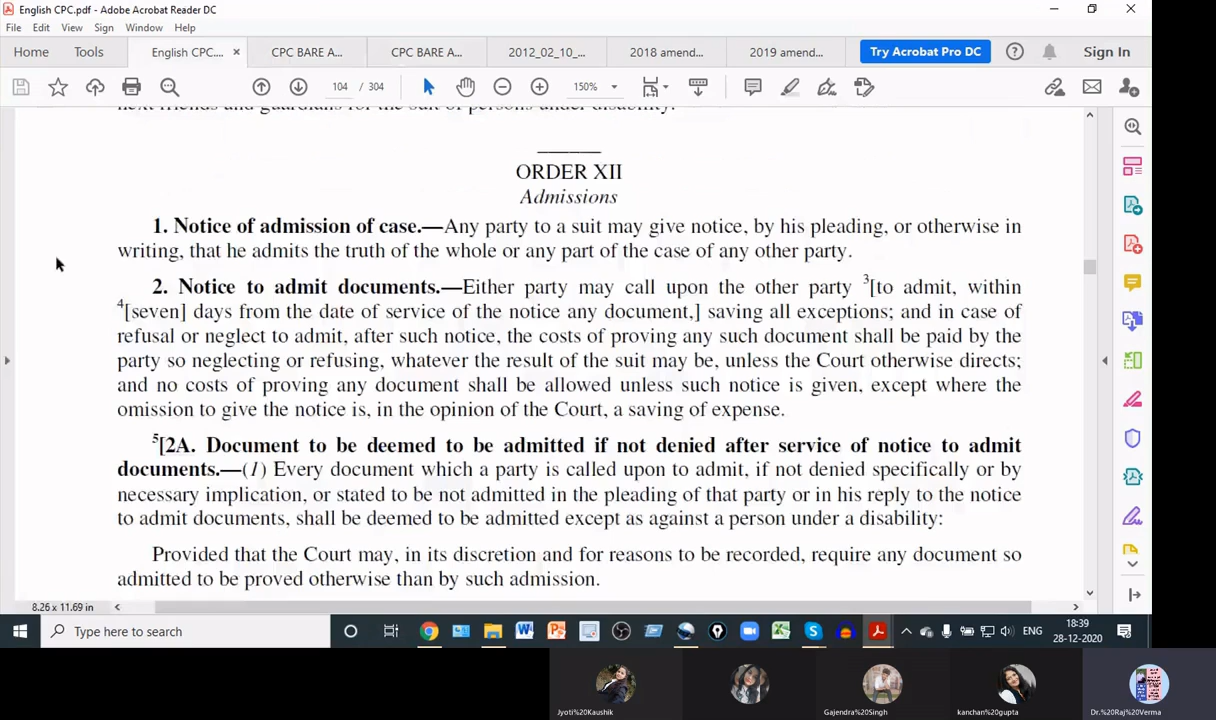 English CPC.pdf - Adobe Acrobat Reader DC
File Edit View Sign Window Help
Home Tools English CPC.... × CPC BARE A... CPC BARE A... 2012_02_10_... 2018 amend... 2019 amend... Try Acrobat Pro DC Sign In
104 / 304 150%
next friends and guardians for the suit of persons under disability.
ORDER XII
Admissions
1. Notice of admission of case.—Any party to a suit may give notice, by his pleading, or otherwise in
writing, that he admits the truth of the whole or any part of the case of any other party.
2. Notice to admit documents.—Either party may call upon the other party 3[to admit, within
4[seven] days from the date of service of the notice any document,] saving all exceptions; and in case of
refusal or neglect to admit, after such notice, the costs of proving any such document shall be paid by the
party so neglecting or refusing, whatever the result of the suit may be, unless the Court otherwise directs;
and no costs of proving any document shall be allowed unless such notice is given, except where the
omission to give the notice is, in the opinion of the Court, a saving of expense.
5[2A. Document to be deemed to be admitted if not denied after service of notice to admit
documents.—(1) Every document which a party is called upon to admit, if not denied specifically or by
necessary implication, or stated to be not admitted in the pleading of that party or in his reply to the notice
to admit documents, shall be deemed to be admitted except as against a person under a disability:
Provided that the Court may, in its discretion and for reasons to be recorded, require any document so
admitted to be proved otherwise than by such admission.
8.26 x 11.69 in
Type here to search
ENG
18:39
28-12-2020
Jyoti%20Kaushik Gajendra%20Singh kanchan%20gupta Dr.%20Raj%20Verma